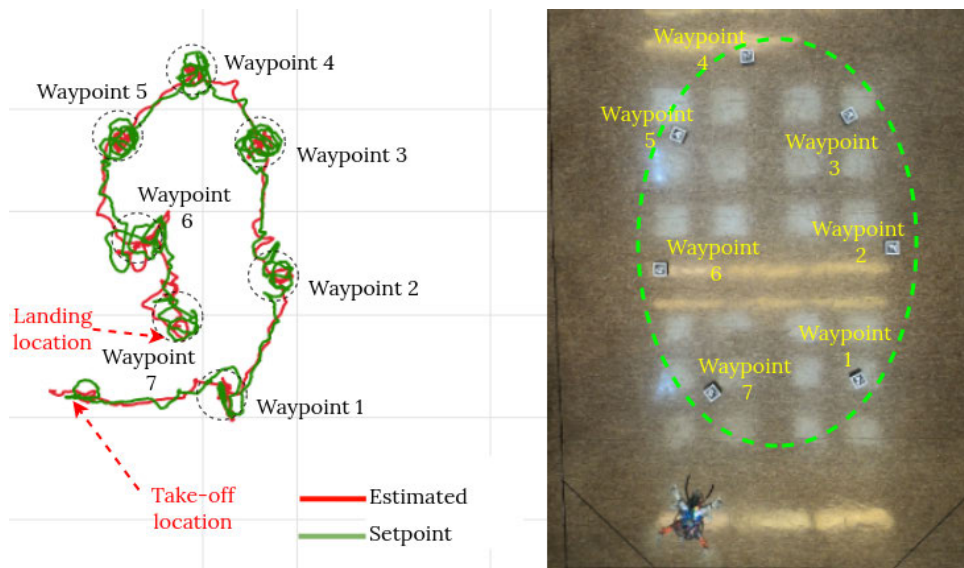 Waypoint 4
Waypoint 5
Waypoint 3
Waypoint
6
Waypoint 2
Landing
location
Waypoint
7
Waypoint 1
Take-off
location
Estimated
Setpoint
Waypoint
4
Waypoint
5
Waypoint
3
Waypoint
2
Waypoint
6
Waypoint
1
Waypoint
7